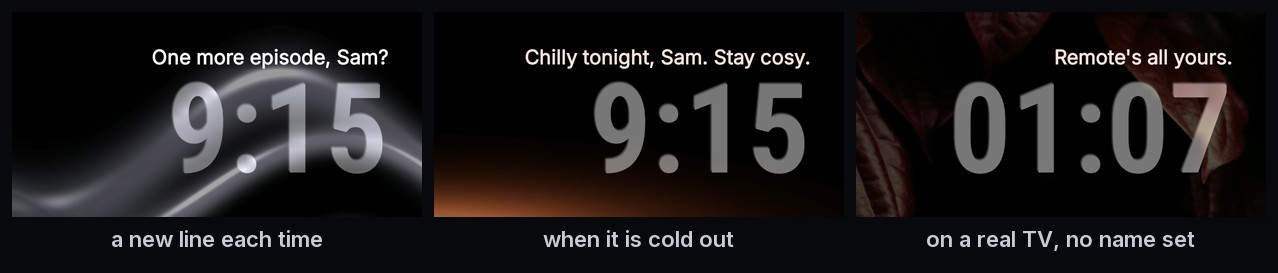 One more episode, Sam?
9:15
a new line each time
Chilly tonight, Sam. Stay cosy.
9:15
when it is cold out
Remote's all yours.
01:07
on a real TV, no name set